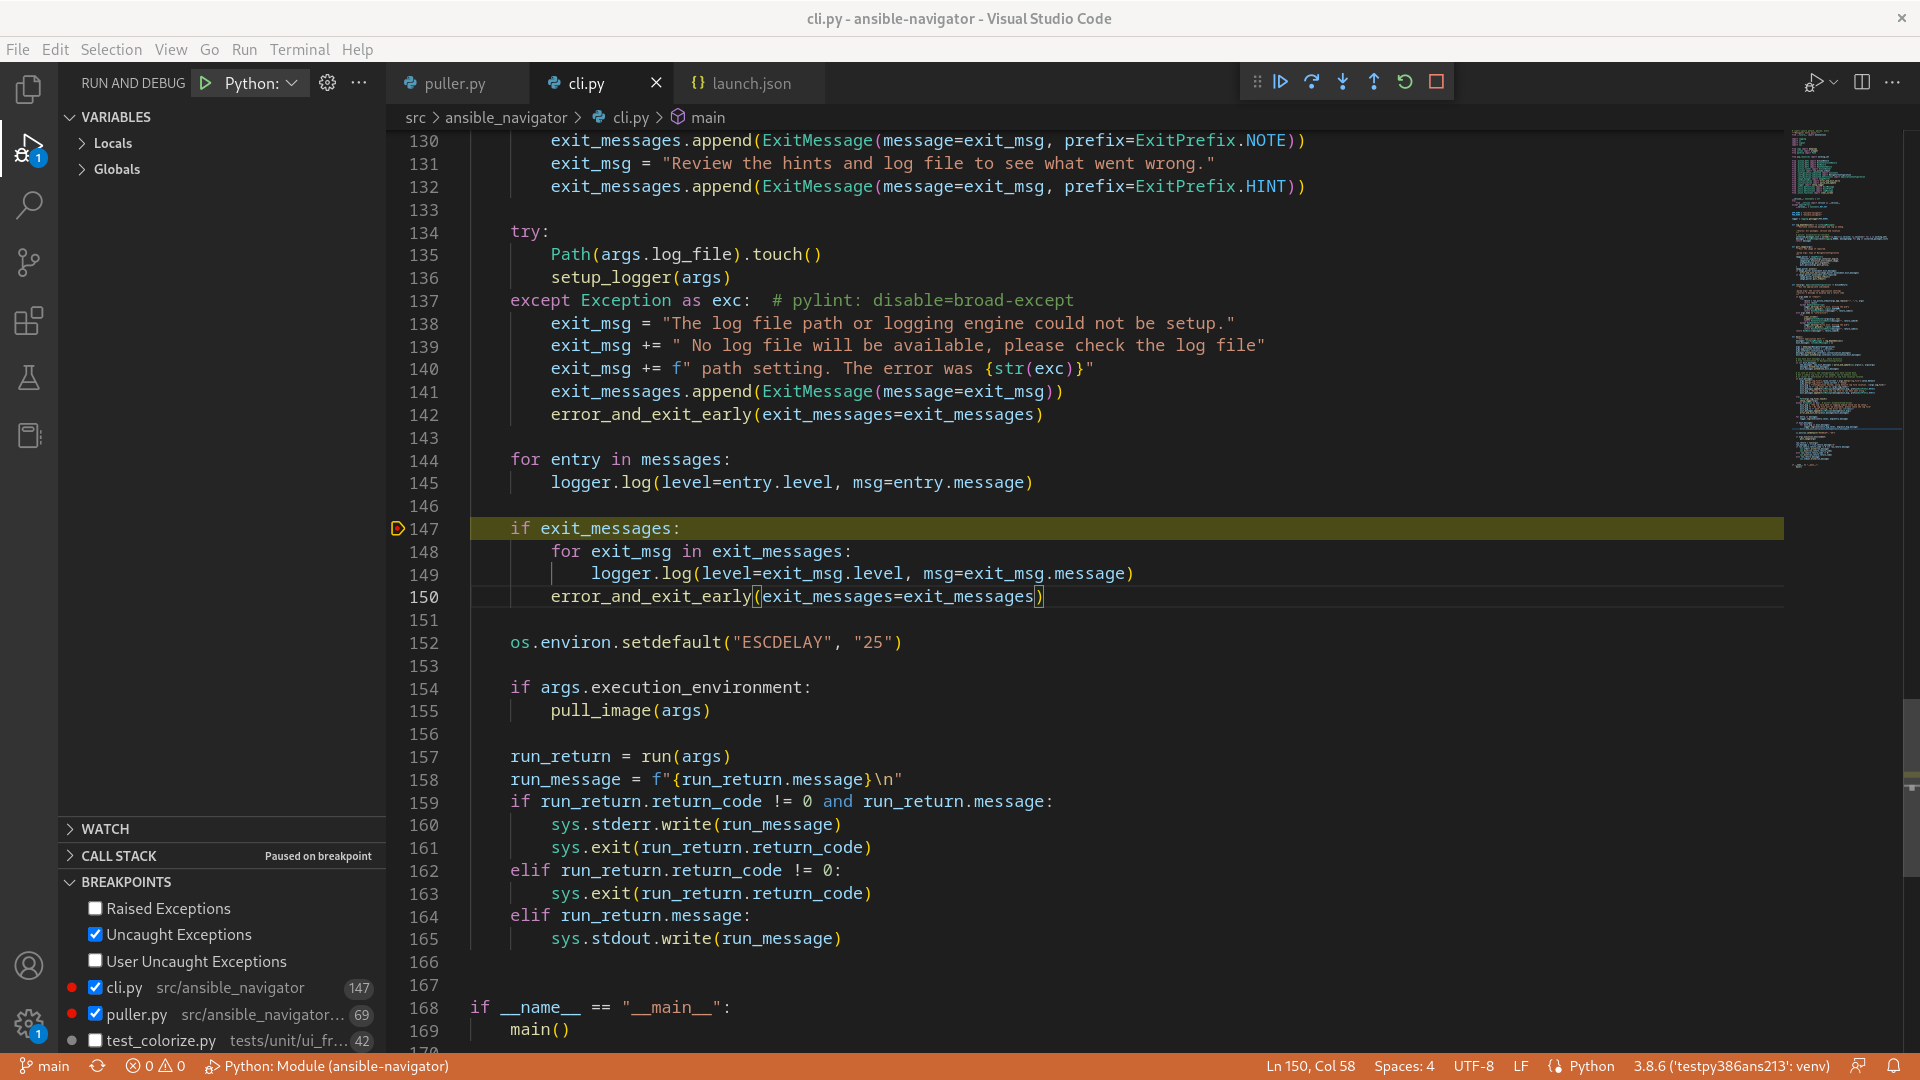 cli.py - ansible-navigator - Visual Studio Code
File Edit Selection View Go Run Terminal Help
RUN AND DEBUG Python:
puller.py cli.py launch.json
VARIABLES
Locals
Globals
src > ansible_navigator > cli.py > main
130 exit_messages.append(ExitMessage(message=exit_msg, prefix=ExitPrefix.NOTE))
131 exit_msg = "Review the hints and log file to see what went wrong."
132 exit_messages.append(ExitMessage(message=exit_msg, prefix=ExitPrefix.HINT))
133
134 try:
135 Path(args.log_file).touch()
136 setup_logger(args)
137 except Exception as exc:  # pylint: disable=broad-except
138 exit_msg = "The log file path or logging engine could not be setup."
139 exit_msg += " No log file will be available, please check the log file"
140 exit_msg += f" path setting. The error was {str(exc)}"
141 exit_messages.append(ExitMessage(message=exit_msg))
142 error_and_exit_early(exit_messages=exit_messages)
143
144 for entry in messages:
145 logger.log(level=entry.level, msg=entry.message)
146
147 if exit_messages:
148 for exit_msg in exit_messages:
149 logger.log(level=exit_msg.level, msg=exit_msg.message)
150 error_and_exit_early(exit_messages=exit_messages)
151
152 os.environ.setdefault("ESCDELAY", "25")
153
154 if args.execution_environment:
155 pull_image(args)
156
157 run_return = run(args)
158 run_message = f"{run_return.message}\n"
159 if run_return.return_code != 0 and run_return.message:
160 sys.stderr.write(run_message)
161 sys.exit(run_return.return_code)
162 elif run_return.return_code != 0:
163 sys.exit(run_return.return_code)
164 elif run_return.message:
165 sys.stdout.write(run_message)
166
167
168 if __name__ == "__main__":
169 main()
170
WATCH
CALL STACK Paused on breakpoint
BREAKPOINTS
Raised Exceptions
Uncaught Exceptions
User Uncaught Exceptions
cli.py src/ansible_navigator 147
puller.py src/ansible_navigator... 69
test_colorize.py tests/unit/ui_fr... 42
1
1
main 0 0 Python: Module (ansible-navigator) Ln 150, Col 58 Spaces: 4 UTF-8 LF Python 3.8.6 ('testpy386ans213': venv)